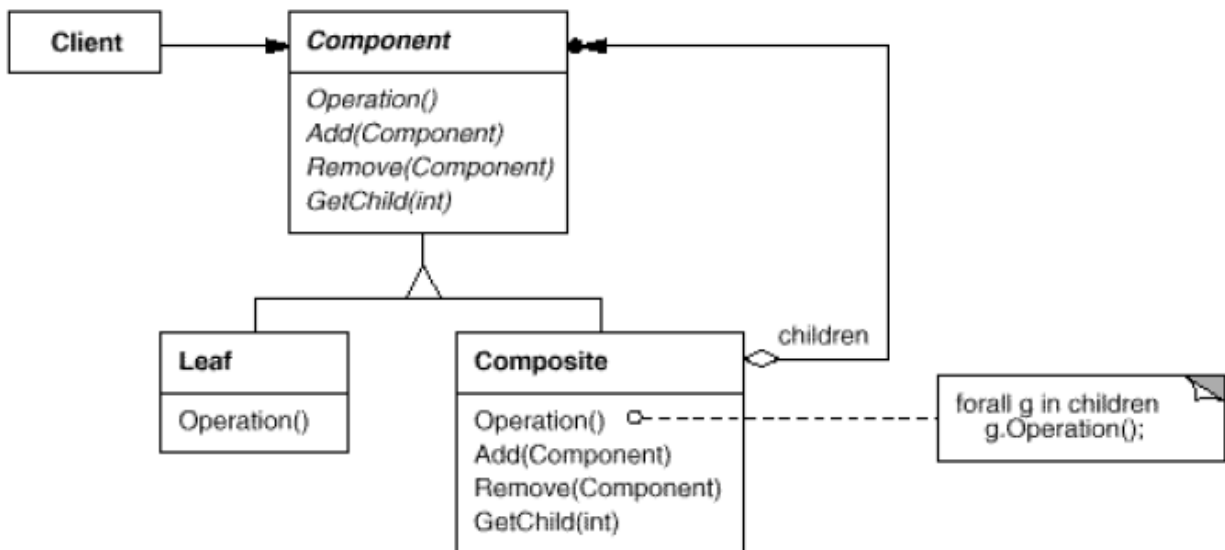 Client
Component
Operation()
Add(Component)
Remove(Component)
GetChild(int)
children
Leaf
Operation()
Composite
Operation()
Add(Component)
Remove(Component)
GetChild(int)
forall g in children
g.Operation();